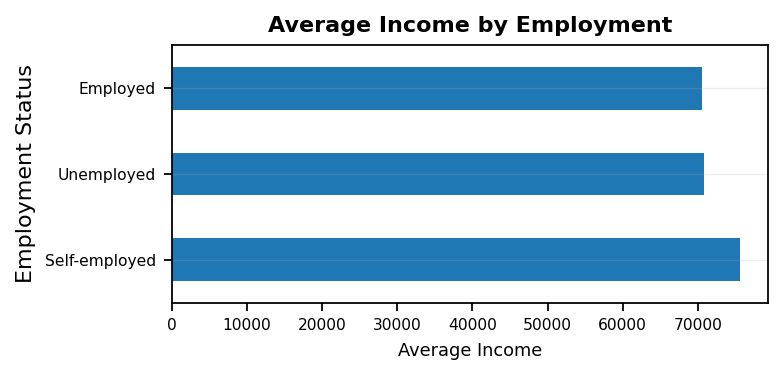 Average Income by Employment
Employment Status
Employed
Unemployed
Self-employed
0 10000 20000 30000 40000 50000 60000 70000
Average Income